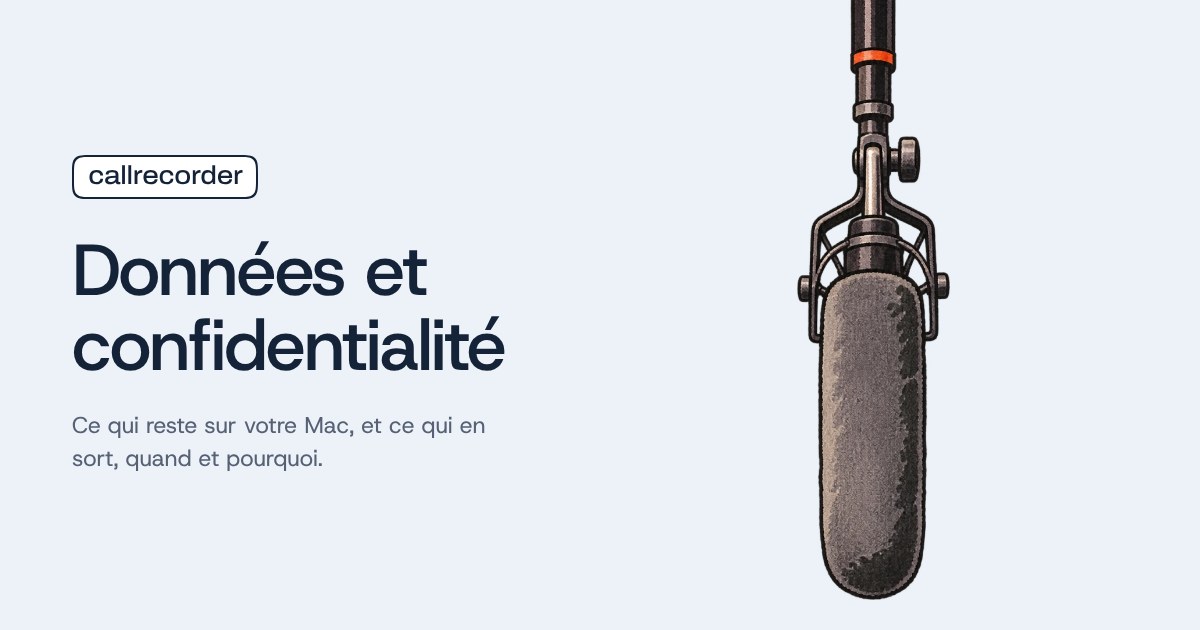 callrecorder
Données et
confidentialité
Ce qui reste sur votre Mac, et ce qui en
sort, quand et pourquoi.